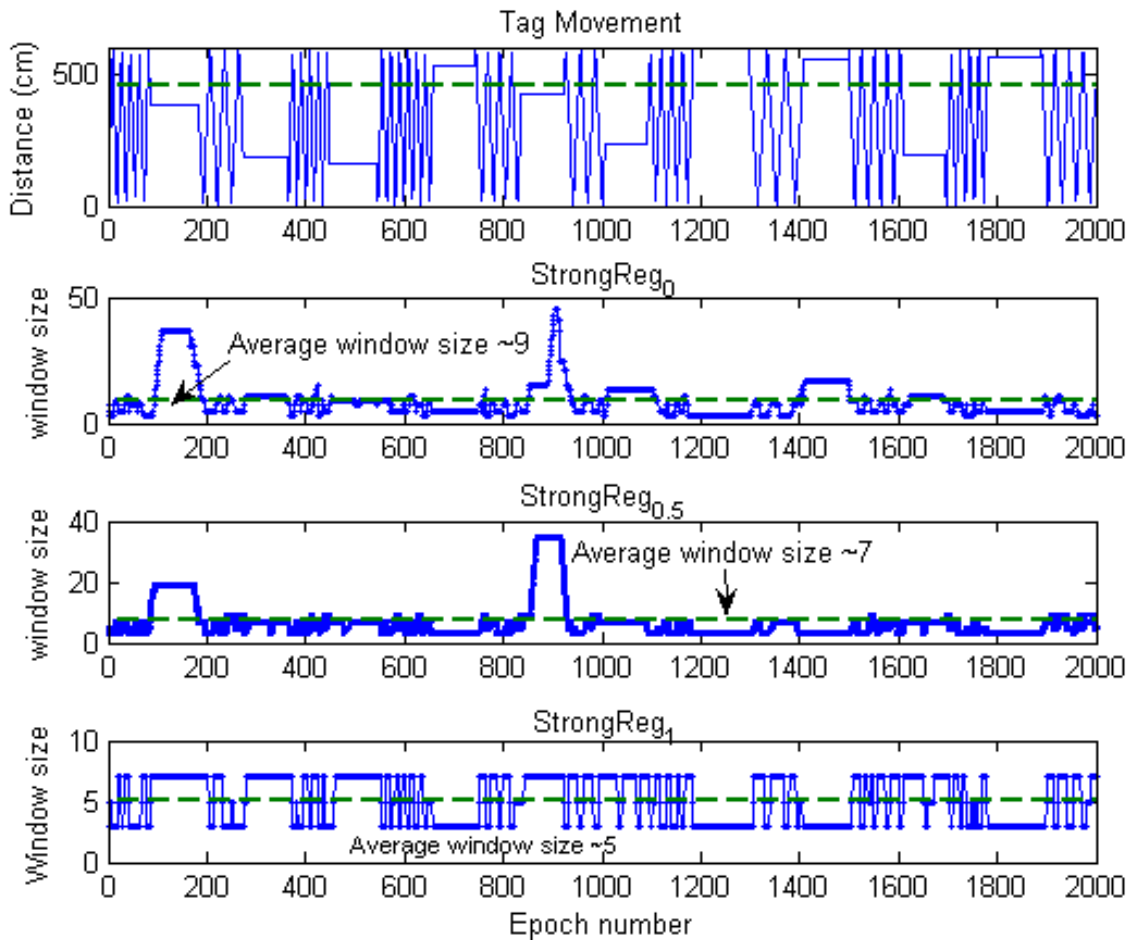 Tag Movement
Distance (cm)
500
0
0 200 400 600 800 1000 1200 1400 1600 1800 2000
StrongReg0
window size
50
Average window size ~9
0
0 200 400 600 800 1000 1200 1400 1600 1800 2000
StrongReg0.5
window size
40
Average window size ~7
20
0
0 200 400 600 800 1000 1200 1400 1600 1800 2000
StrongReg1
Window size
10
5
Average window size ~5
0
0 200 400 600 800 1000 1200 1400 1600 1800 2000
Epoch number